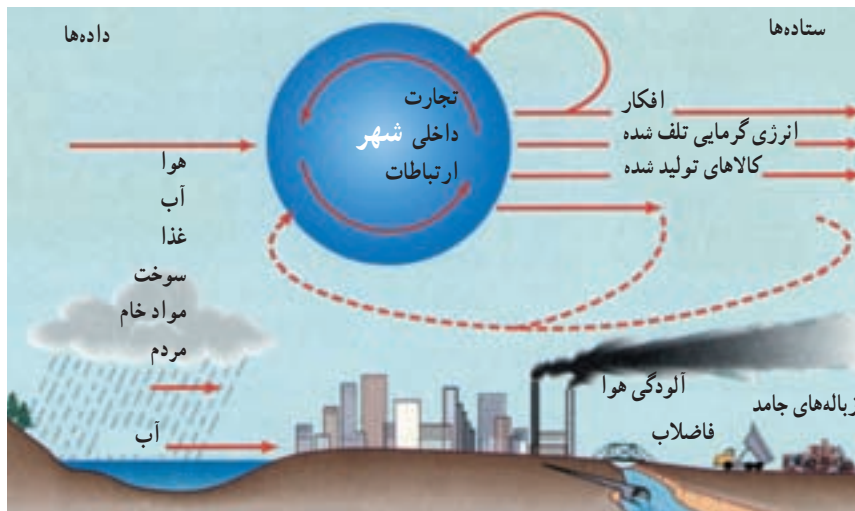 داده‌ها
ستاده‌ها
تجارت
داخلی شهر
ارتباطات
افکار
انرژی گرمایی تلف شده
کالاهای تولید شده
هوا
آب
غذا
سوخت
مواد خام
مردم
آب
آلودگی هوا
فاضلاب
زباله‌های جامد